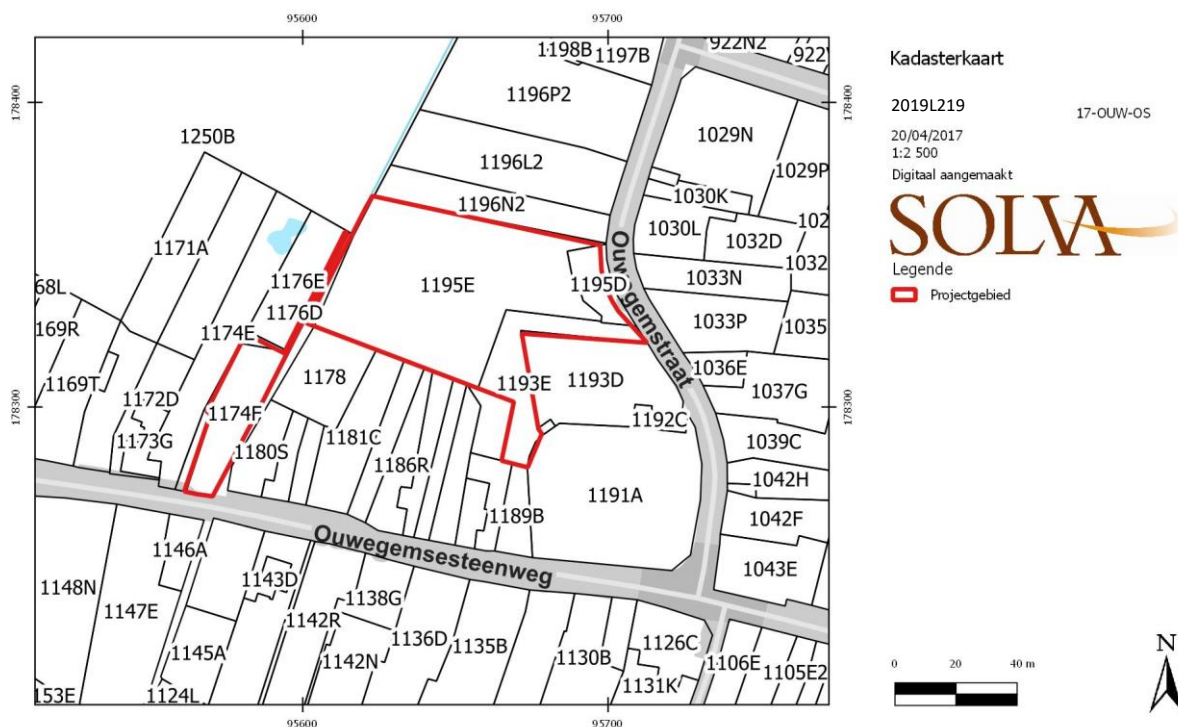 95600
95700
178400
178400
178300
178300
95600
95700
1198B
1197B
922N2
922V
1196P2
1029N
1250B
1196L2
1029P
1030K
1196N2
102
1030L
1032D
1171A
1032
1176E
1033N
68L
1195E
1195D
1176D
Ouwegemstraat
1033P
1035
169R
1174E
1036E
1178
1193E
1193D
1169T
1037G
1172D
1174F
1192C
1173G
1181C
1039C
1180S
1186R
1042H
1191A
1189B
1042F
Ouwegemsesteenweg
1146A
1043E
1143D
1148N
1138G
1147E
1142R
1136D
1135B
1126C
1145A
1142N
1130B
1106E
1105E2
1131K
153E
1124L
Kadasterkaart
2019L219
17-OUW-OS
20/04/2017
1:2 500
Digitaal aangemaakt
SOLVA
Legende
Projectgebied
0 20 40 m
N